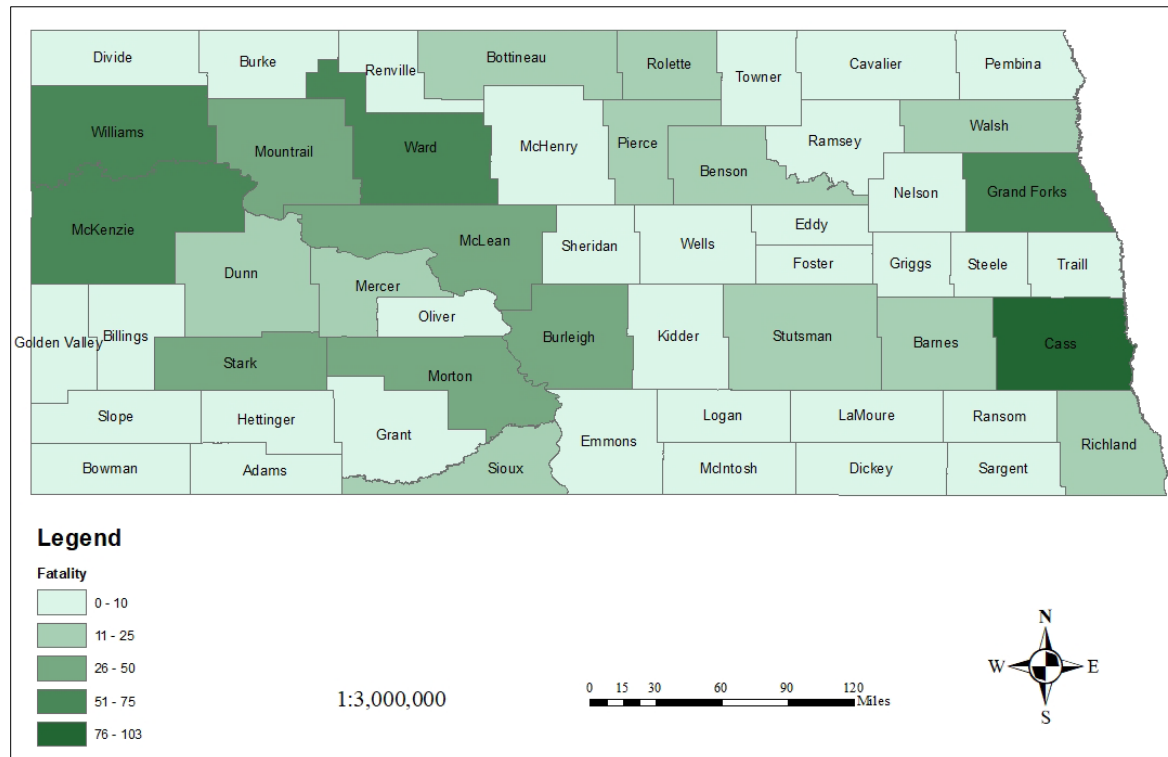 Divide
Burke
Renville
Bottineau
Rolette
Towner
Cavalier
Pembina
Williams
Mountrail
Ward
McHenry
Pierce
Benson
Ramsey
Walsh
Nelson
Grand Forks
McKenzie
Dunn
McLean
Mercer
Sheridan
Wells
Eddy
Foster
Griggs
Steele
Traill
Golden Valley
Billings
Oliver
Stark
Morton
Burleigh
Kidder
Stutsman
Barnes
Cass
Slope
Hettinger
Grant
Emmons
Logan
LaMoure
Ransom
Richland
Bowman
Adams
Sioux
McIntosh
Dickey
Sargent
Legend
Fatality
0 - 10
11 - 25
26 - 50
51 - 75
76 - 103
1:3,000,000
0 15 30 60 90 120
Miles
N
W E
S